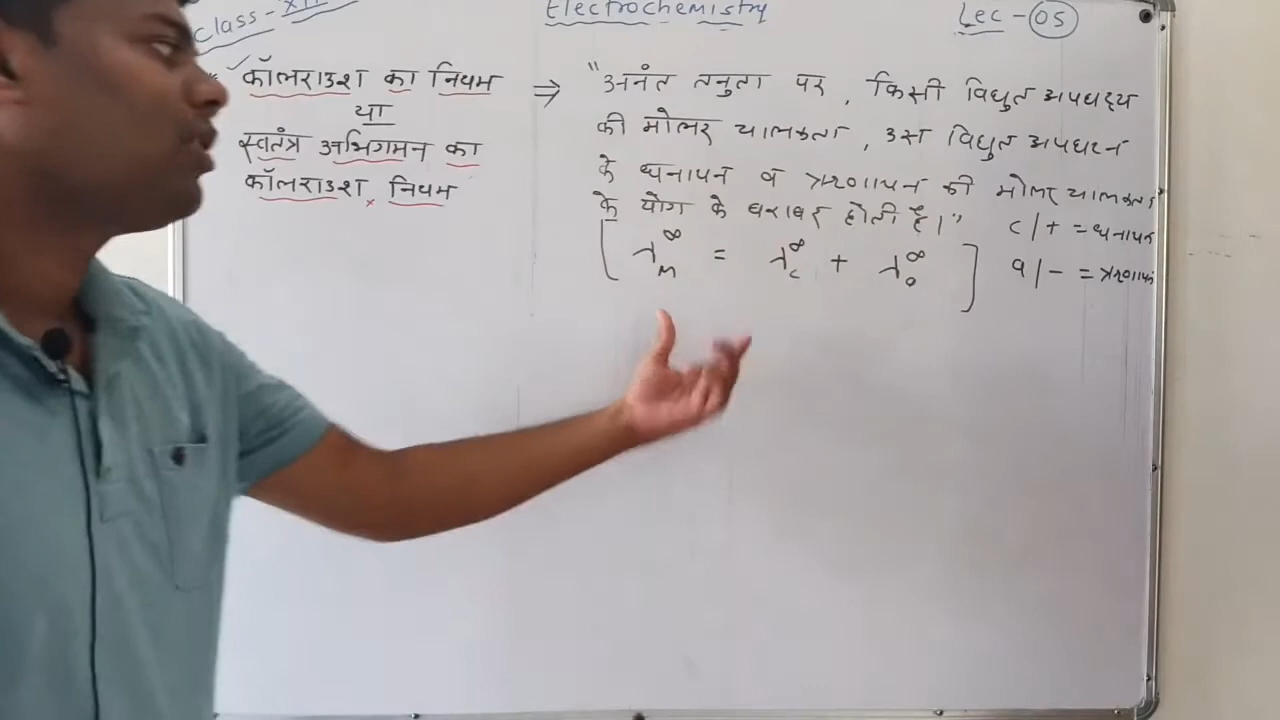 Class - XII
Electrochemistry
Lec - 05
कॉलराउश का नियम
या
स्वतंत्र अभिगमन का
कॉलराउश नियम
⇒ "अनंत तनुता पर, किसी विद्युत अपघट्य
की मोलर चालकता, उस विद्युत अपघटन
के धनायन व ऋणायन की मोलर चालकता
के योग के बराबर होती है।"
[ λ∞M = λ∞c + λ∞a ]
c/+ = धनायन
a/- = ऋणायन